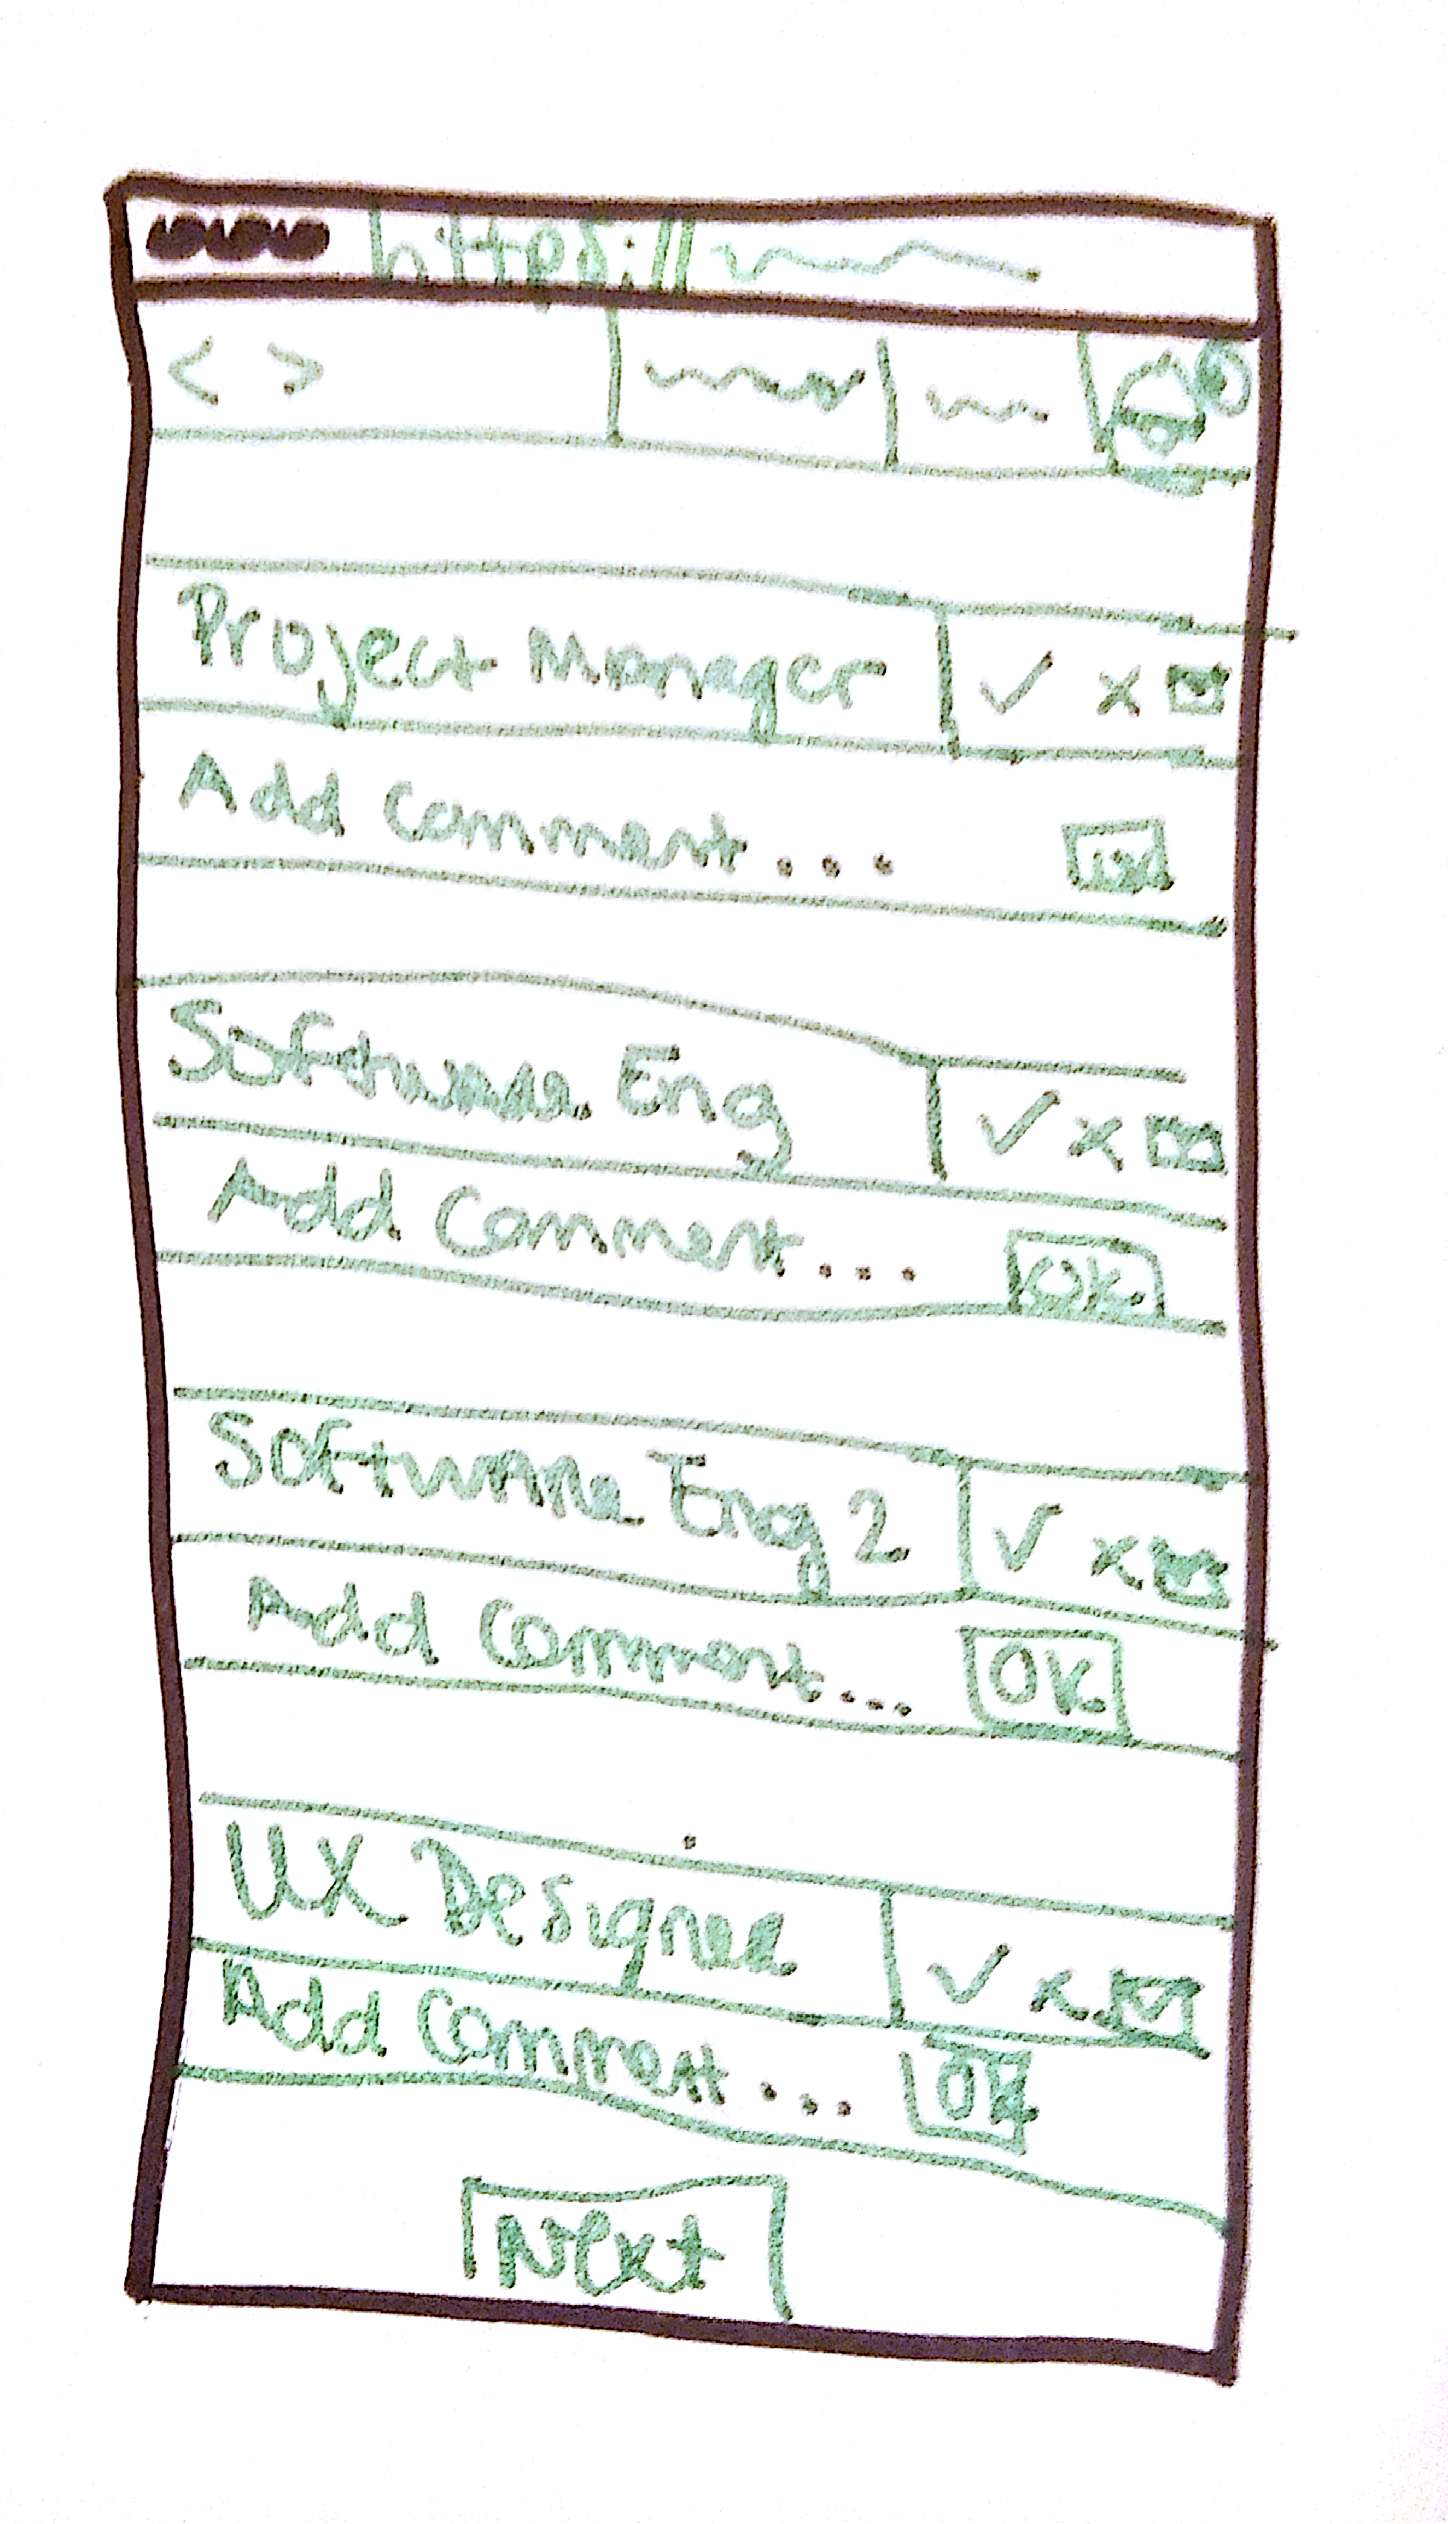 https://
< >
Project Manager ✓ x
Add Comment... OK
Software Eng ✓ x
Add Comment... OK
Software Eng 2 ✓ x
Add Comment... OK
UX Designer ✓ x
Add Comment... OK
Next